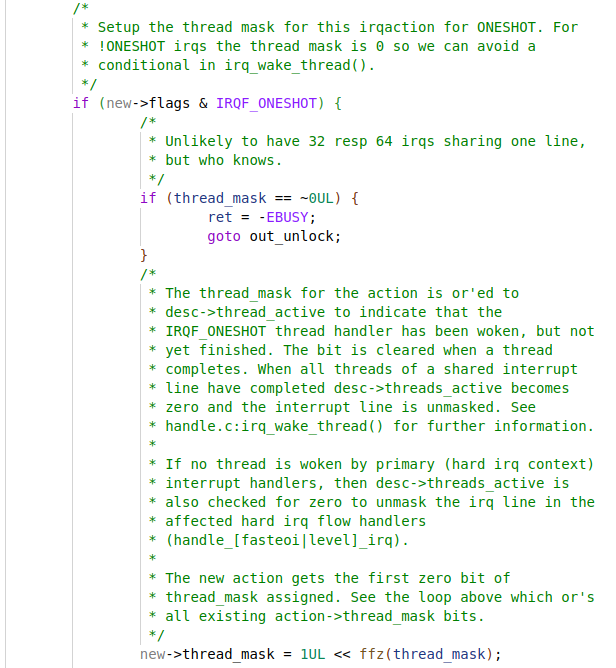 /*
 * Setup the thread mask for this irqaction for ONESHOT. For
 * !ONESHOT irqs the thread mask is 0 so we can avoid a
 * conditional in irq_wake_thread().
 */
if (new->flags & IRQF_ONESHOT) {
        /*
         * Unlikely to have 32 resp 64 irqs sharing one line,
         * but who knows.
         */
        if (thread_mask == ~0UL) {
                ret = -EBUSY;
                goto out_unlock;
        }
        /*
         * The thread_mask for the action is or'ed to
         * desc->thread_active to indicate that the
         * IRQF_ONESHOT thread handler has been woken, but not
         * yet finished. The bit is cleared when a thread
         * completes. When all threads of a shared interrupt
         * line have completed desc->threads_active becomes
         * zero and the interrupt line is unmasked. See
         * handle.c:irq_wake_thread() for further information.
         *
         * If no thread is woken by primary (hard irq context)
         * interrupt handlers, then desc->threads_active is
         * also checked for zero to unmask the irq line in the
         * affected hard irq flow handlers
         * (handle_[fasteoi|level]_irq).
         *
         * The new action gets the first zero bit of
         * thread_mask assigned. See the loop above which or's
         * all existing action->thread_mask bits.
         */
        new->thread_mask = 1UL << ffz(thread_mask);